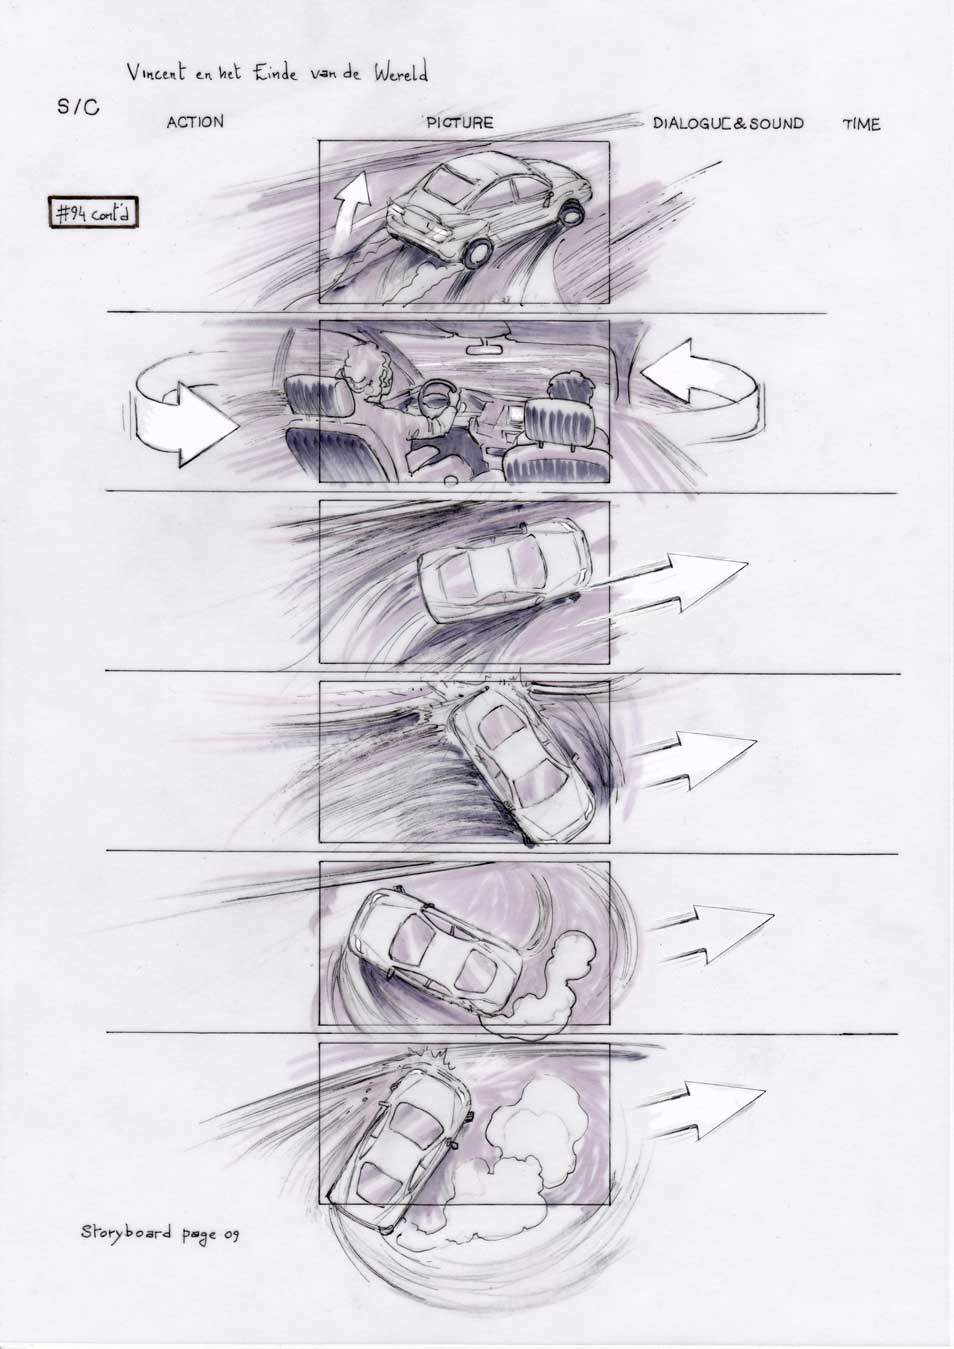 Vincent en het Einde van de Wereld
S/C
ACTION PICTURE DIALOGUE&SOUND TIME
#94 cont'd
Storyboard page 09